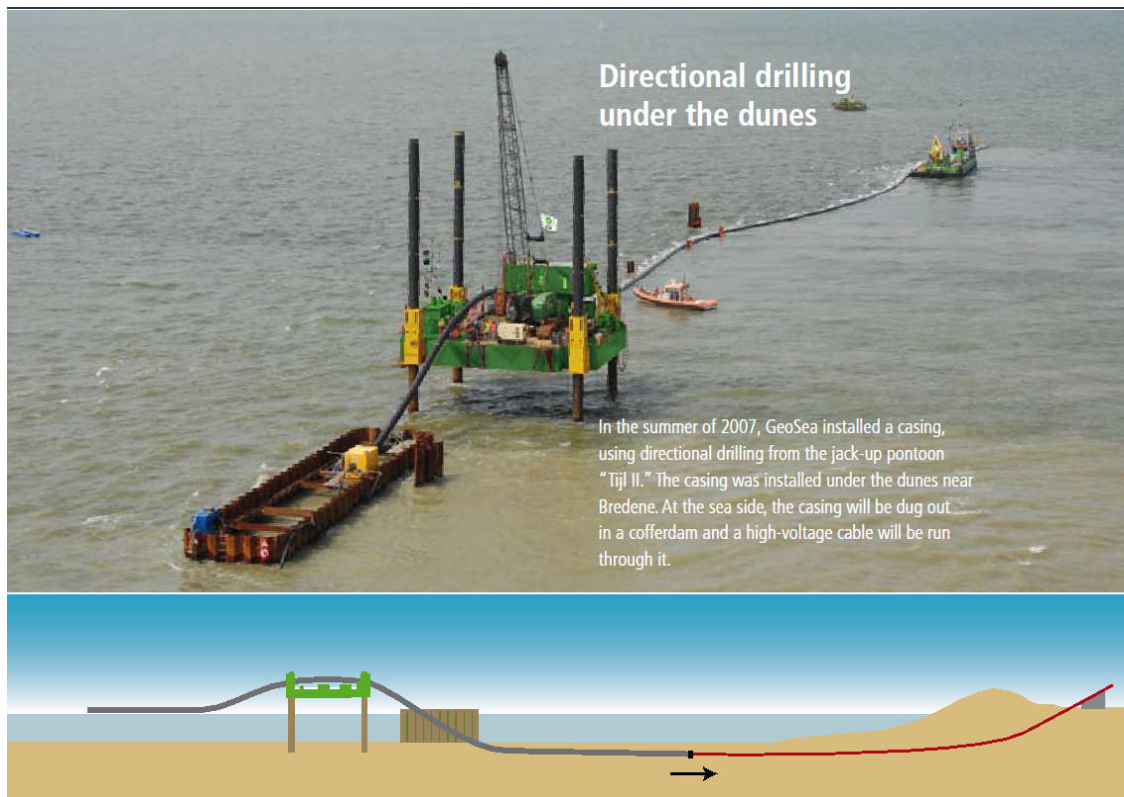 Directional drilling
under the dunes
In the summer of 2007, GeoSea installed a casing,
using directional drilling from the jack-up pontoon
“Tijl II.” The casing was installed under the dunes near
Bredene. At the sea side, the casing will be dug out
in a cofferdam and a high-voltage cable will be run
through it.